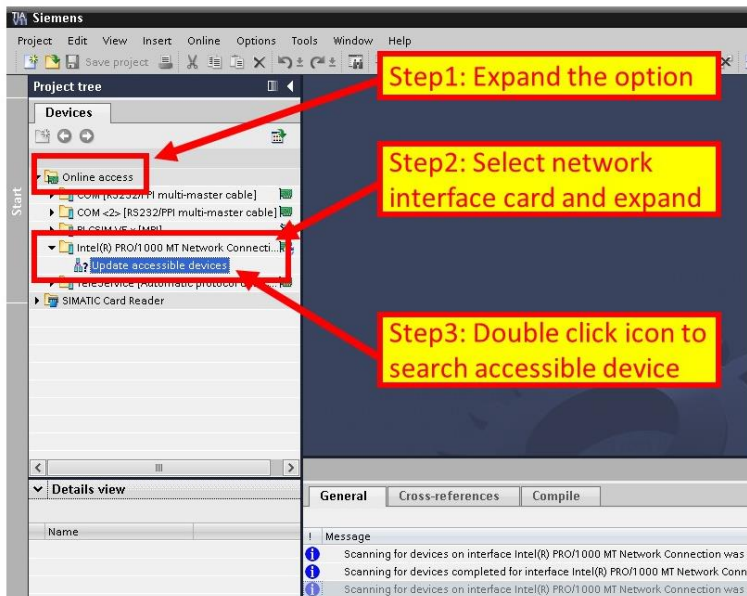 Siemens
Project Edit View Insert Online Options Tools Window Help
Save project
Step1: Expand the option
Project tree
Devices
Step2: Select network
interface card and expand
Online access
COM [RS232/PPI multi-master cable]
COM <2> [RS232/PPI multi-master cable]
Start
Intel(R) PRO/1000 MT Network Connecti...
Update accessible devices
TeleService [Automatic protocol
SIMATIC Card Reader
Step3: Double click icon to
search accessible device
Details view
General Cross-references Compile
Name
! Message
Scanning for devices on interface Intel(R) PRO/1000 MT Network Connection was
Scanning for devices completed for interface Intel(R) PRO/1000 MT Network Conn
Scanning for devices on interface Intel(R) PRO/1000 MT Network Connection was